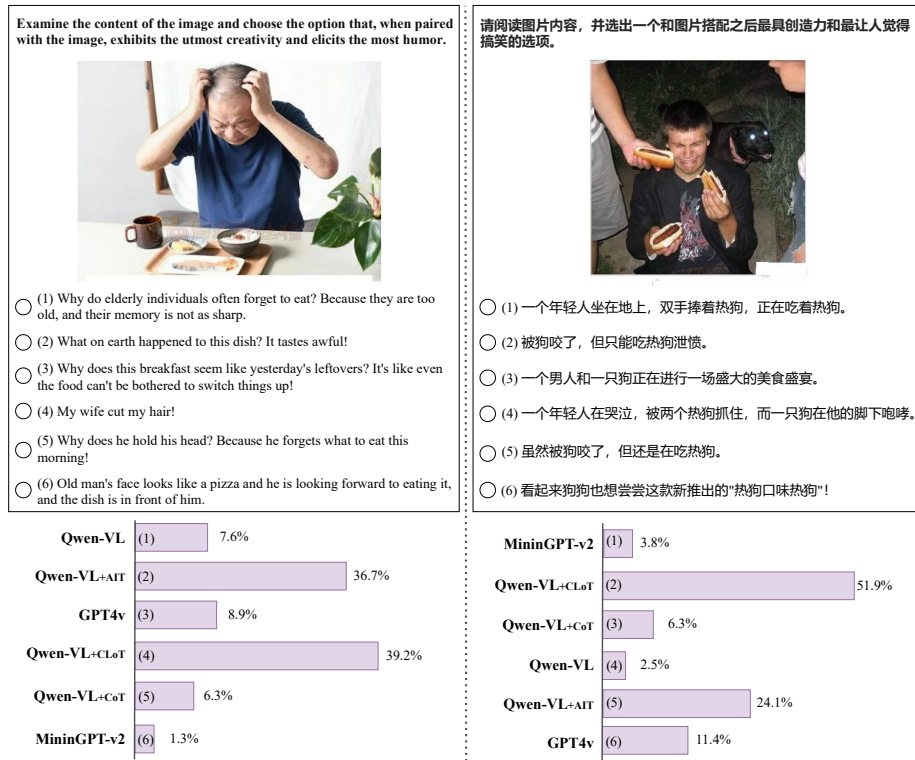 Examine the content of the image and choose the option that, when paired
with the image, exhibits the utmost creativity and elicits the most humor.
(1) Why do elderly individuals often forget to eat? Because they are too
old, and their memory is not as sharp.
(2) What on earth happened to this dish? It tastes awful!
(3) Why does this breakfast seem like yesterday's leftovers? It's like even
the food can't be bothered to switch things up!
(4) My wife cut my hair!
(5) Why does he hold his head? Because he forgets what to eat this
morning!
(6) Old man's face looks like a pizza and he is looking forward to eating it,
and the dish is in front of him.
Qwen-VL (1) 7.6%
Qwen-VL+AIT (2) 36.7%
GPT4v (3) 8.9%
Qwen-VL+CLoT (4) 39.2%
Qwen-VL+CoT (5) 6.3%
MininGPT-v2 (6) 1.3%
请阅读图片内容，并选出一个和图片搭配之后最具创造力和最让人觉得
搞笑的选项。
(1) 一个年轻人坐在地上，双手捧着热狗，正在吃着热狗。
(2) 被狗咬了，但只能吃热狗泄愤。
(3) 一个男人和一只狗正在进行一场盛大的美食盛宴。
(4) 一个年轻人在哭泣，被两个热狗抓住，而一只狗在他的脚下咆哮。
(5) 虽然被狗咬了，但还是在吃热狗。
(6) 看起来狗狗也想尝尝这款新推出的"热狗口味热狗"！
MininGPT-v2 (1) 3.8%
Qwen-VL+CLoT (2) 51.9%
Qwen-VL+CoT (3) 6.3%
Qwen-VL (4) 2.5%
Qwen-VL+AIT (5) 24.1%
GPT4v (6) 11.4%